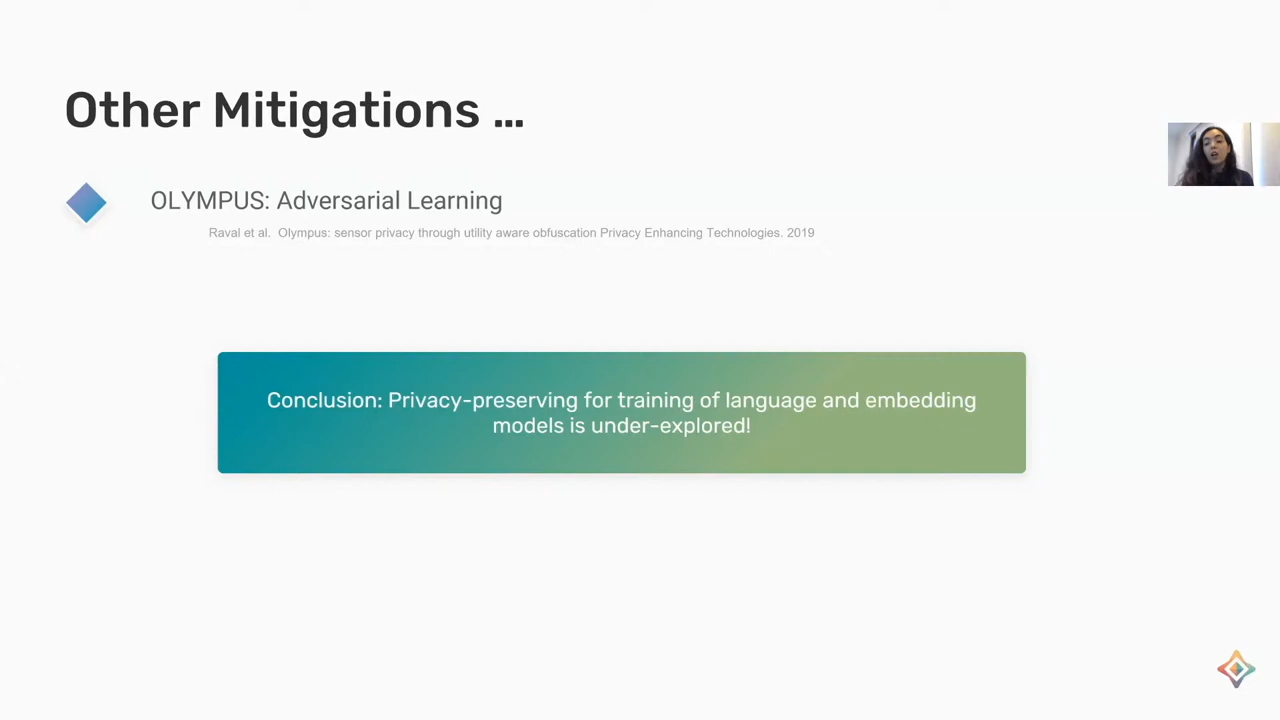 Other Mitigations ...
OLYMPUS: Adversarial Learning
Raval et al. Olympus: sensor privacy through utility aware obfuscation Privacy Enhancing Technologies. 2019
Conclusion: Privacy-preserving for training of language and embedding
models is under-explored!